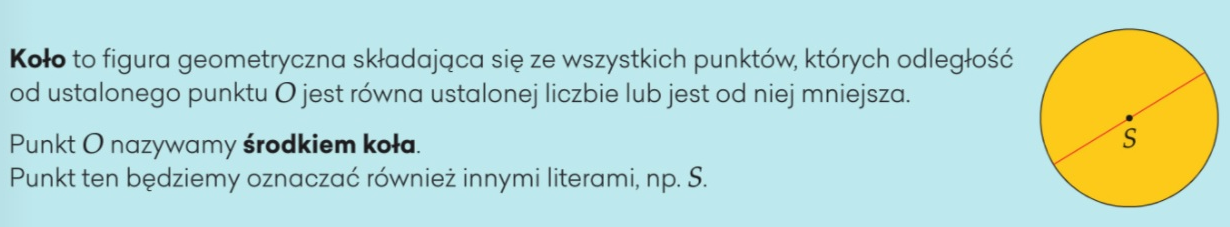 Koło to figura geometryczna składająca się ze wszystkich punktów, których odległość
od ustalonego punktu O jest równa ustalonej liczbie lub jest od niej mniejsza.
Punkt O nazywamy środkiem koła.
Punkt ten będziemy oznaczać również innymi literami, np. S.
S